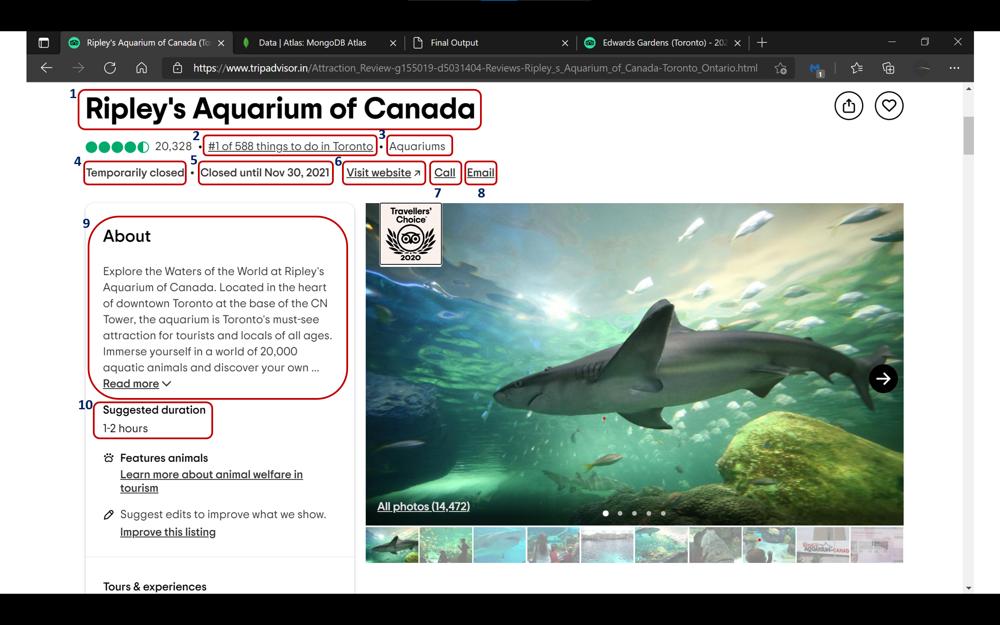 Ripley's Aquarium of Canada (To
Data | Atlas: MongoDB Atlas
Final Output
Edwards Gardens (Toronto) - 202
https://www.tripadvisor.in/Attraction_Review-g155019-d5031404-Reviews-Ripley_s_Aquarium_of_Canada-Toronto_Ontario.html
1
1
Ripley's Aquarium of Canada
2 3
20,328 • #1 of 588 things to do in Toronto • Aquariums
4 5 6
Temporarily closed • Closed until Nov 30, 2021 Visit website Call Email
7 8
9
About
Explore the Waters of the World at Ripley's
Aquarium of Canada. Located in the heart
of downtown Toronto at the base of the CN
Tower, the aquarium is Toronto's must-see
attraction for tourists and locals of all ages.
Immerse yourself in a world of 20,000
aquatic animals and discover your own ...
Read more
10
Suggested duration
1-2 hours
Features animals
Learn more about animal welfare in
tourism
Suggest edits to improve what we show.
Improve this listing
Tours & experiences
Travellers'
Choice™
2020
All photos (14,472)
Ripley's
AQUARIUM CANAD